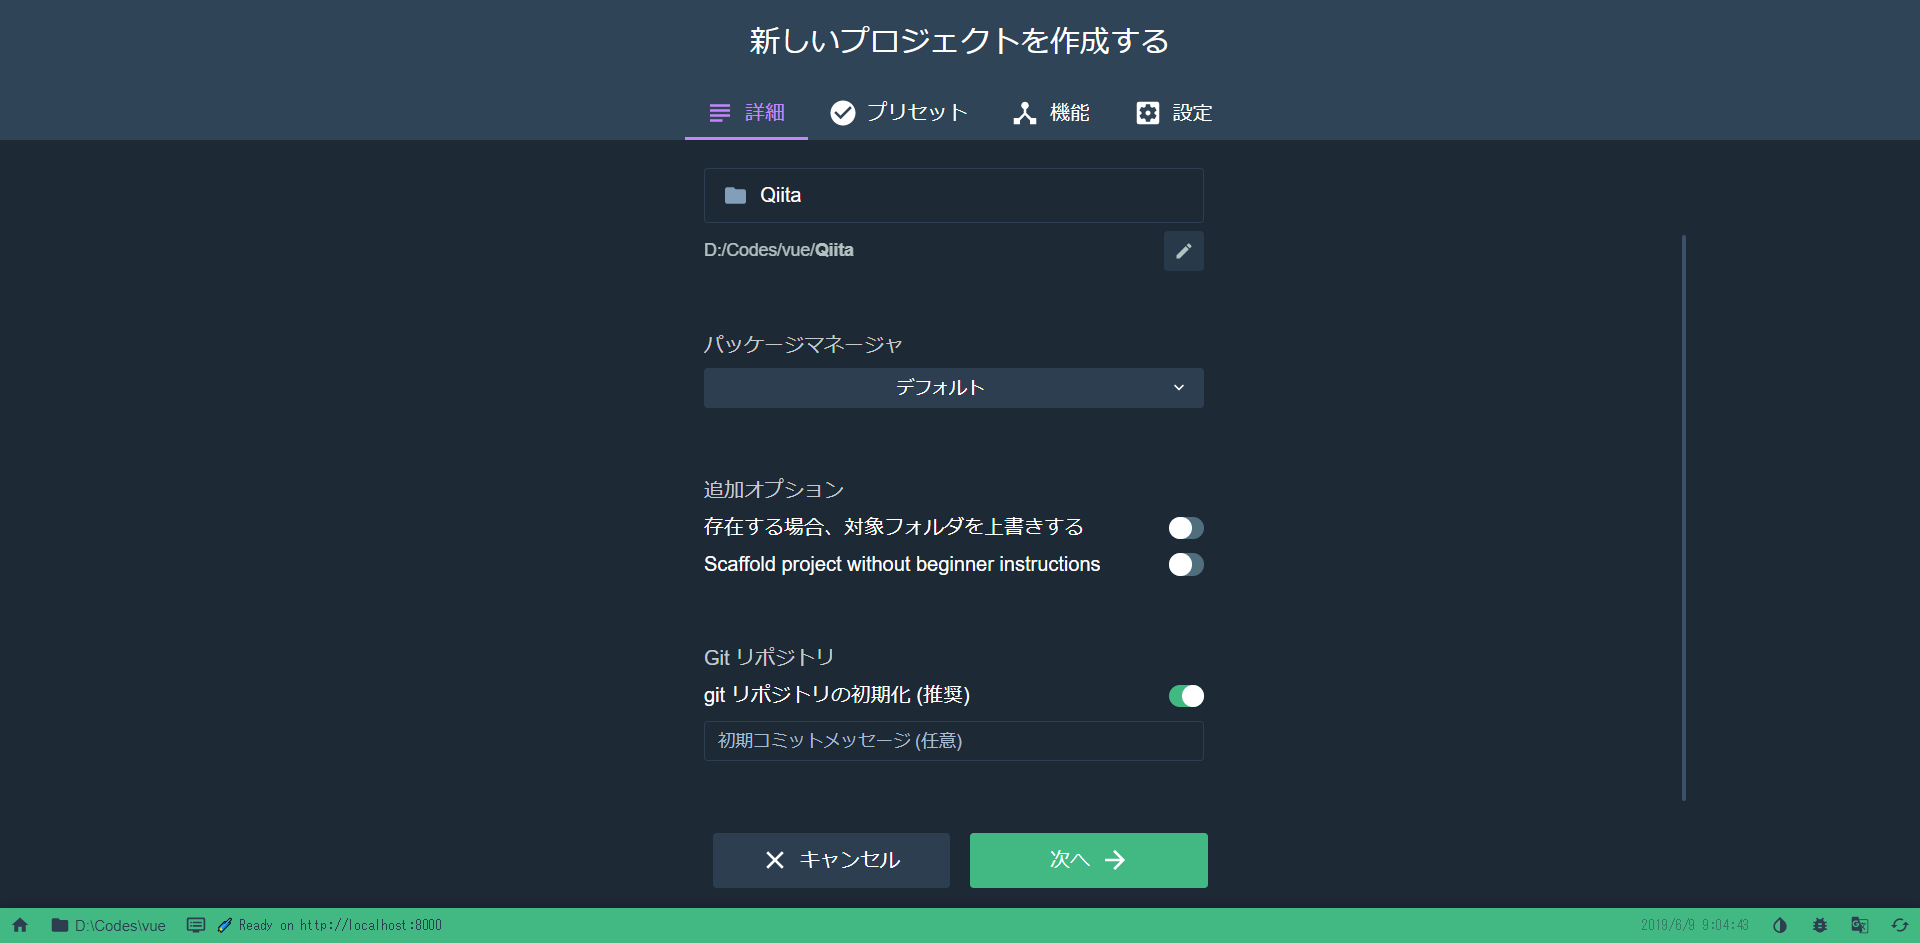 新しいプロジェクトを作成する
詳細 プリセット 機能 設定
Qiita
D:/Codes/vue/Qiita
パッケージマネージャ
デフォルト
追加オプション
存在する場合、対象フォルダを上書きする
Scaffold project without beginner instructions
Git リポジトリ
git リポジトリの初期化 (推奨)
初期コミットメッセージ (任意)
キャンセル 次へ
D:\Codes\vue Ready on http://localhost:8000 2019/6/9 9:04:43